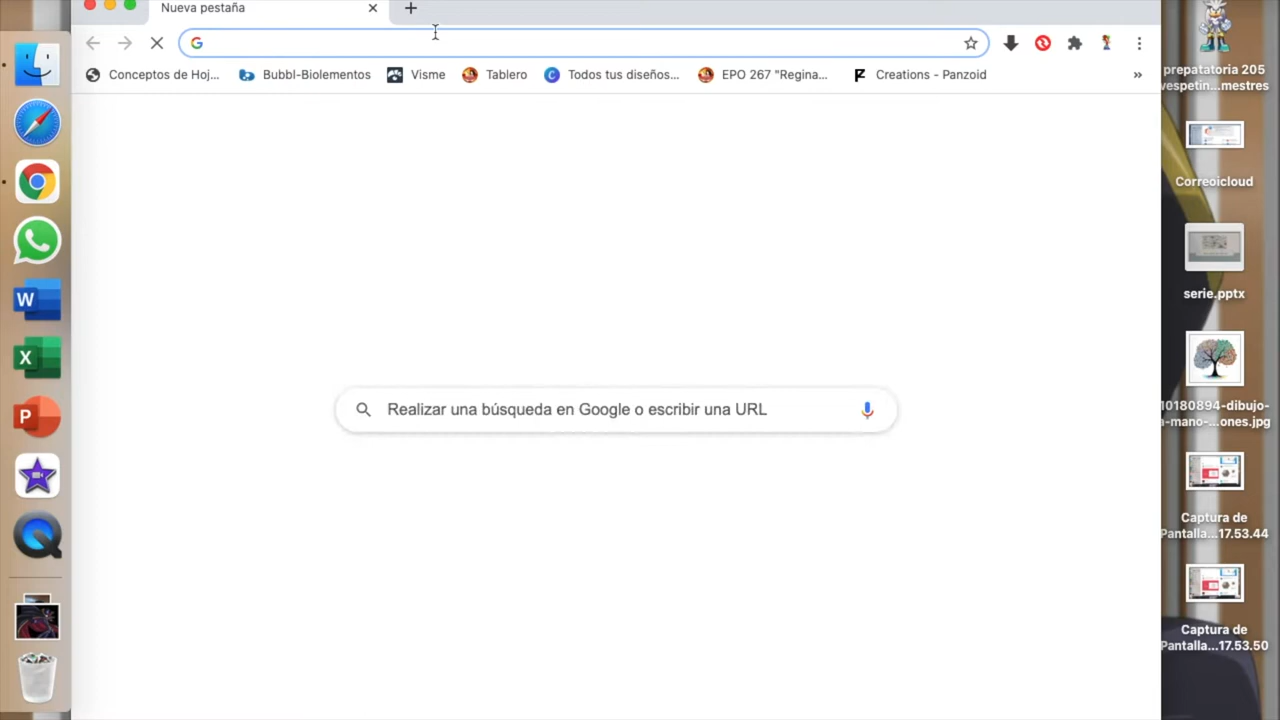 Nueva pestaña
Conceptos de Hoj...
Bubbl-Biolementos
Visme
Tablero
Todos tus diseños...
EPO 267 "Regina...
Creations - Panzoid
»
Realizar una búsqueda en Google o escribir una URL
W
X
P
prepatatoria 205
vespetin...mestres
Correoicloud
serie.pptx
10180894-dibujo-
a-mano-...ones.jpg
Captura de
Pantalla...17.53.44
Captura de
Pantalla...17.53.50